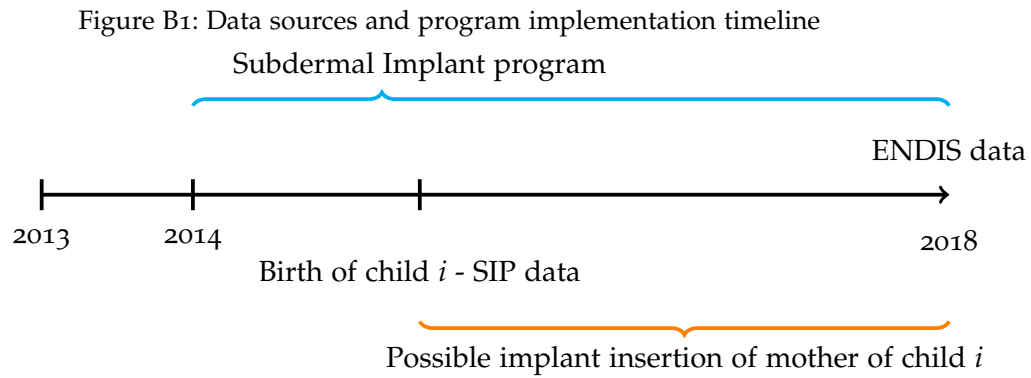 Figure B1: Data sources and program implementation timeline
Subdermal Implant program
ENDIS data
2013
2014
2018
Birth of child i - SIP data
Possible implant insertion of mother of child i